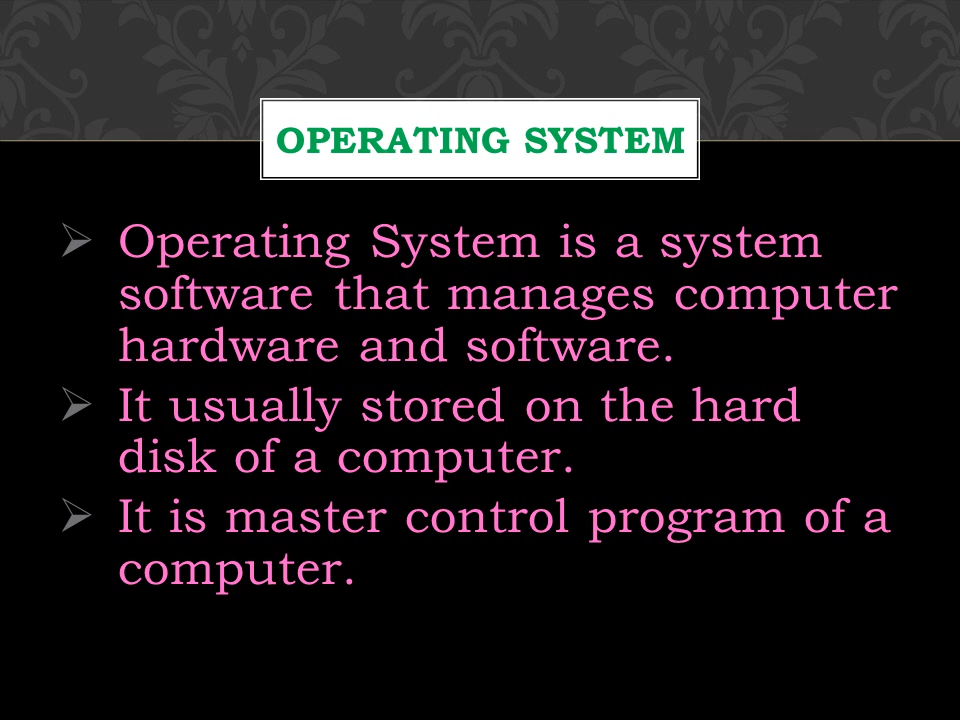 OPERATING SYSTEM
➢ Operating System is a system
software that manages computer
hardware and software.
➢ It usually stored on the hard
disk of a computer.
➢ It is master control program of a
computer.